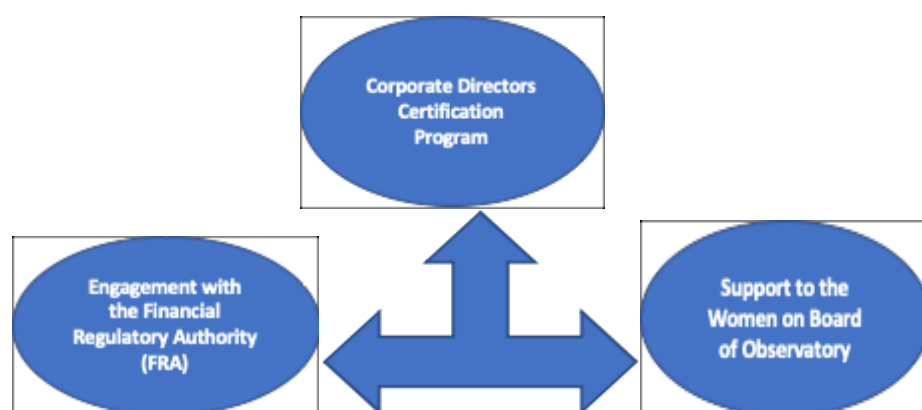 Corporate Directors
Certification
Program
Engagement with
the Financial
Regulatory Authority
(FRA)
Support to the
Women on Board
of Observatory